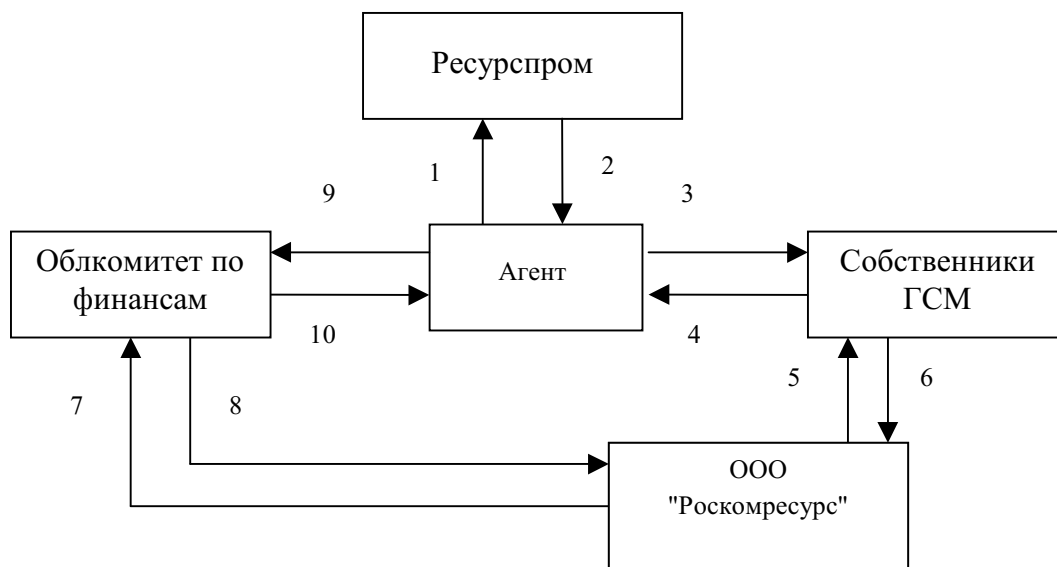 Ресурспром
1
2
9
3
Облкомитет по
финансам
Агент
Собственники
ГСМ
10
4
7
8
5
6
ООО
"Роскомресурс"